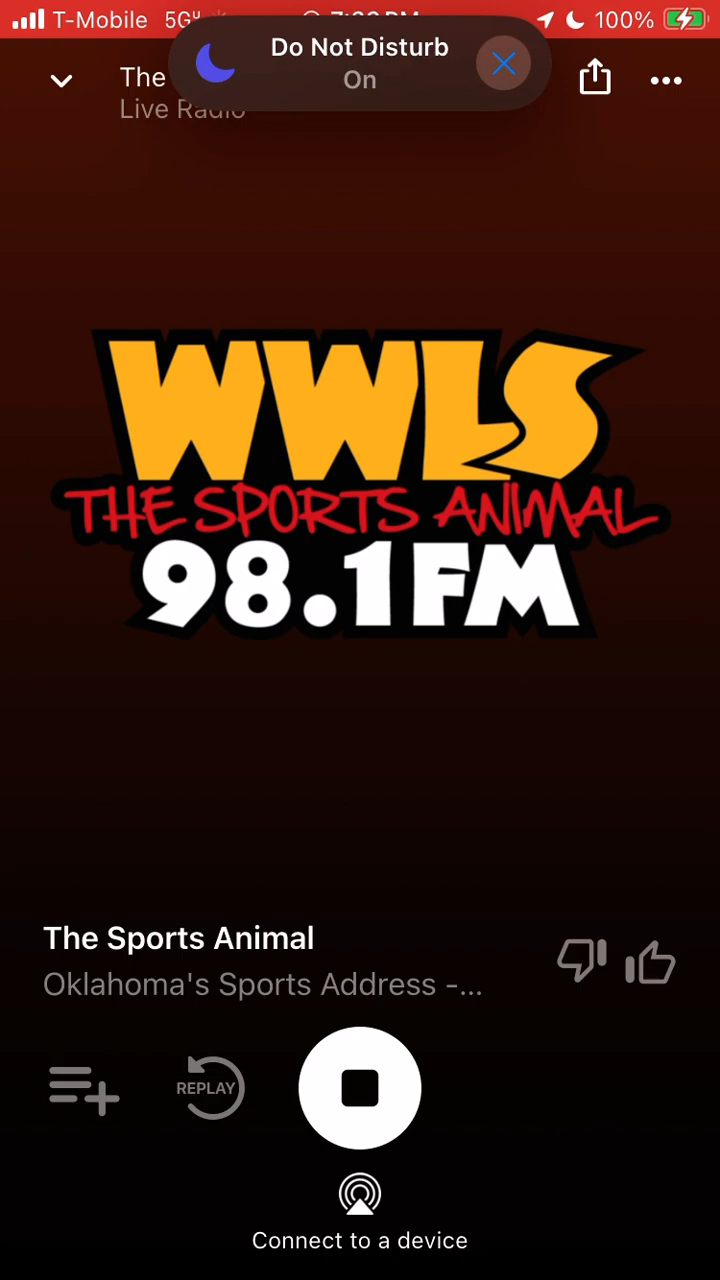 T-Mobile 5G
100%
Do Not Disturb
On
The
Live Radio
WWLS
THE SPORTS ANIMAL
98.1FM
The Sports Animal
Oklahoma's Sports Address -...
REPLAY
Connect to a device